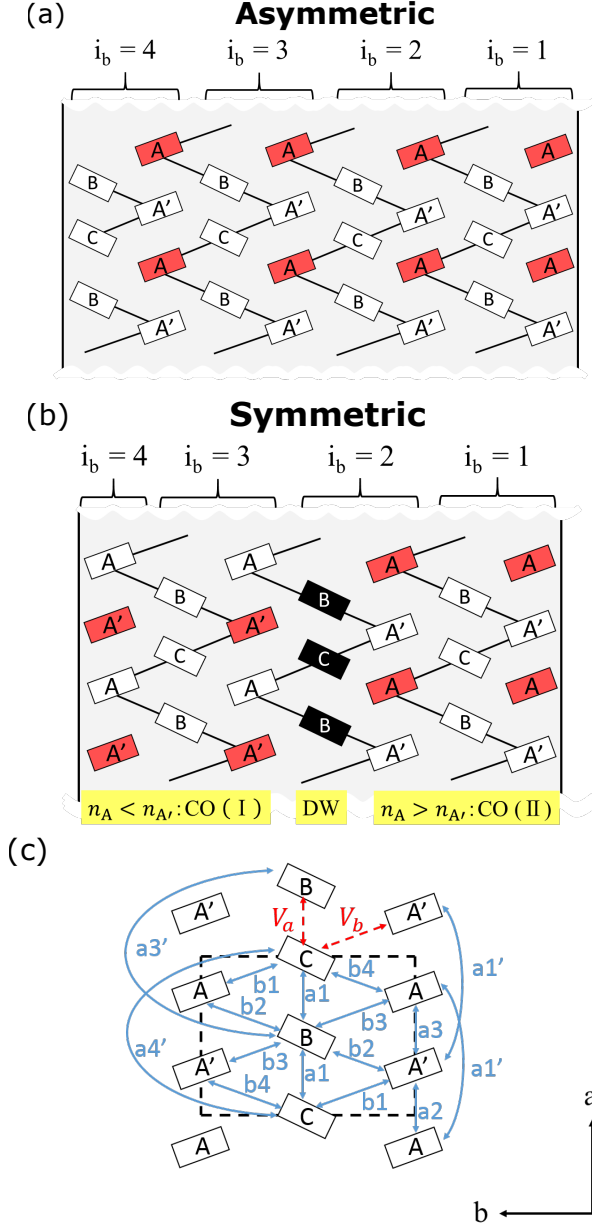 (a)
Asymmetric
i_b = 4 i_b = 3 i_b = 2 i_b = 1
A A A A
B B B B
A' A' A' A'
C C C C
A A A A
B B B B
A' A' A' A'
(b)
Symmetric
i_b = 4 i_b = 3 i_b = 2 i_b = 1
A A A A
B B B
A' A' A' A'
C C C
A A A A
B B B
A' A' A' A'
n_A < n_A' : CO ( I ) DW n_A > n_A' : CO ( II )
(c)
B
A' V_a V_b A'
a3' C
b1 a1 b4 a1'
A b2 b3 A
a4' B a3
A' b3 b2 A' a1'
b4 a1 b1
C a2
A A
a
b